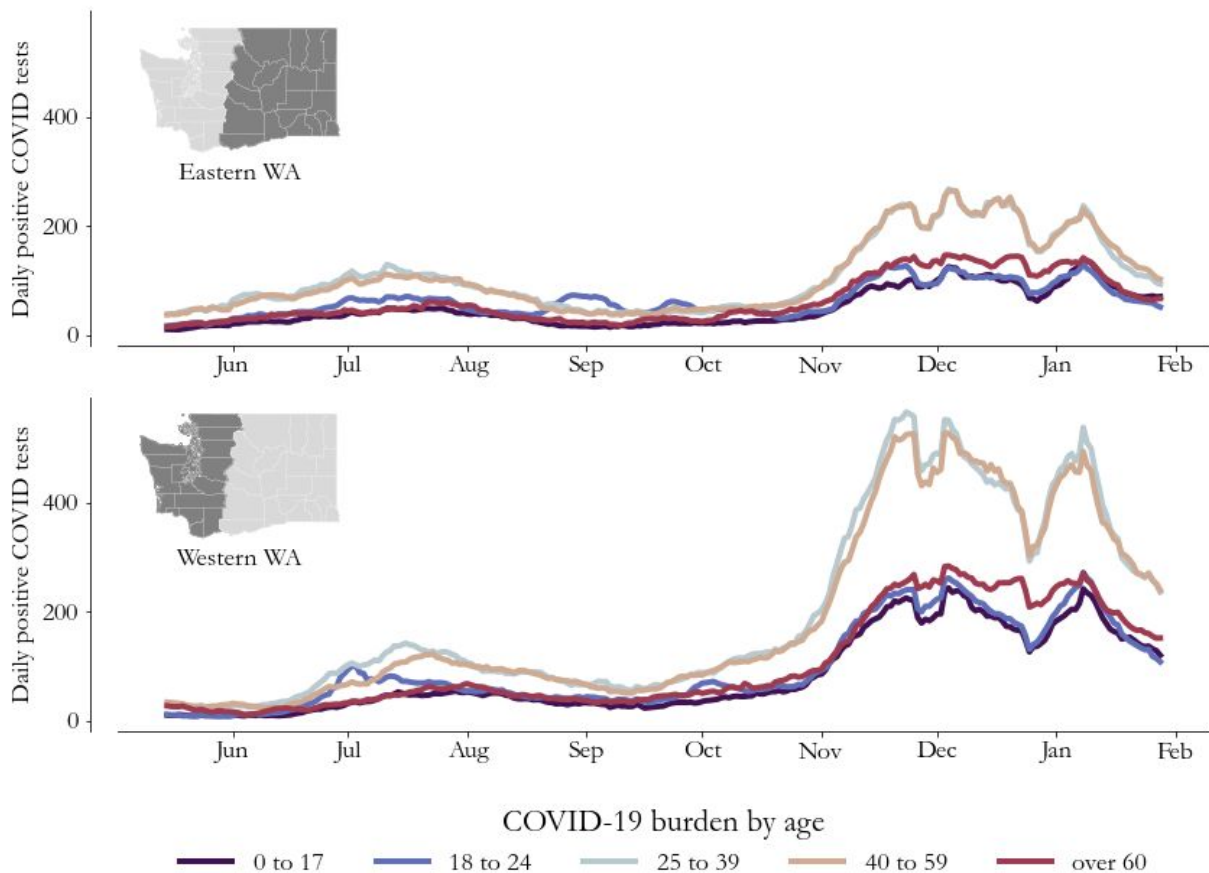 Daily positive COVID tests
400
200
0
Eastern WA
Jun Jul Aug Sep Oct Nov Dec Jan Feb
Daily positive COVID tests
400
200
0
Western WA
Jun Jul Aug Sep Oct Nov Dec Jan Feb
COVID-19 burden by age
0 to 17 18 to 24 25 to 39 40 to 59 over 60